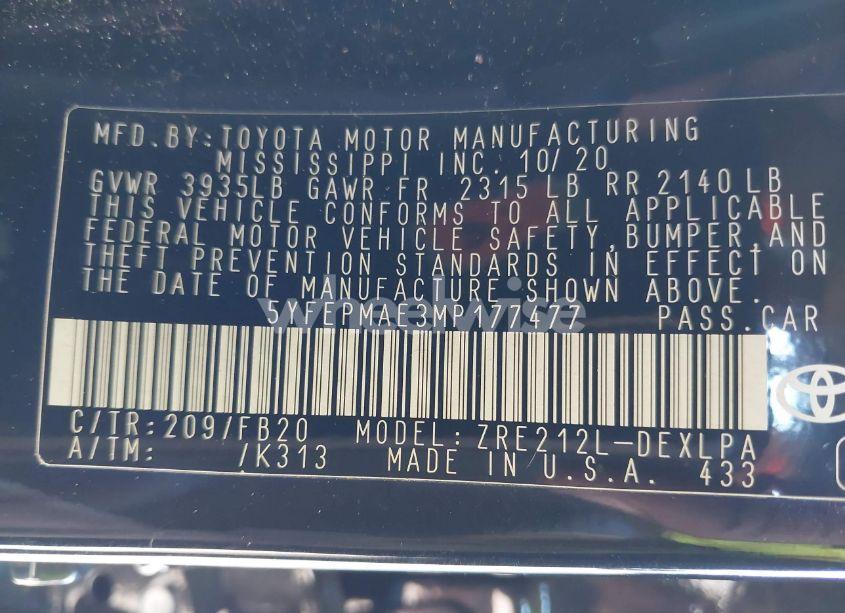 MFD.BY:TOYOTA MOTOR MANUFACTURING
MISSISSIPPI INC. 10/20
GVWR 3935LB GAWR FR 2315 LB RR 2140 LB
THIS VEHICLE CONFORMS TO ALL APPLICABLE
FEDERAL MOTOR VEHICLE SAFETY,BUMPER,AND
THEFT PREVENTION STANDARDS IN EFFECT ON
THE DATE OF MANUFACTURE SHOWN ABOVE.
5YFEPMAE3MP177477 PASS.CAR
wheelwise
C/TR:209/FB20 MODEL:ZRE212L-DEXLPA
A/TM: /K313 MADE IN U.S.A. 433